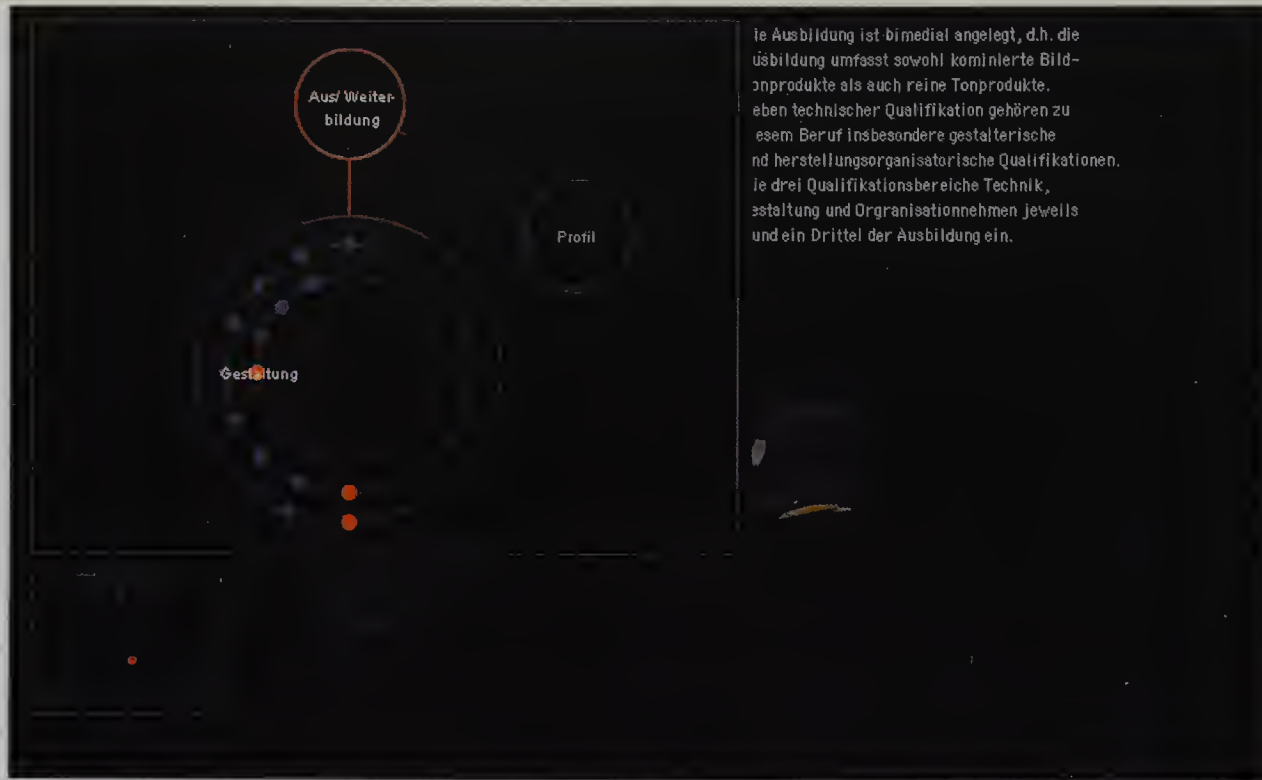 Aus/ Weiter-
bildung
Profil
Gestaltung
ie Ausbildung ist bimedial angelegt, d.h. die
usbildung umfasst sowohl kominierte Bild-
onprodukte als auch reine Tonprodukte.
eben technischer Qualifikation gehören zu
esem Beruf insbesondere gestalterische
nd herstellungsorganisatorische Qualifikationen.
ie drei Qualifikationsbereiche Technik,
estaltung und Orgranisationnehmen jeweils
und ein Drittel der Ausbildung ein.